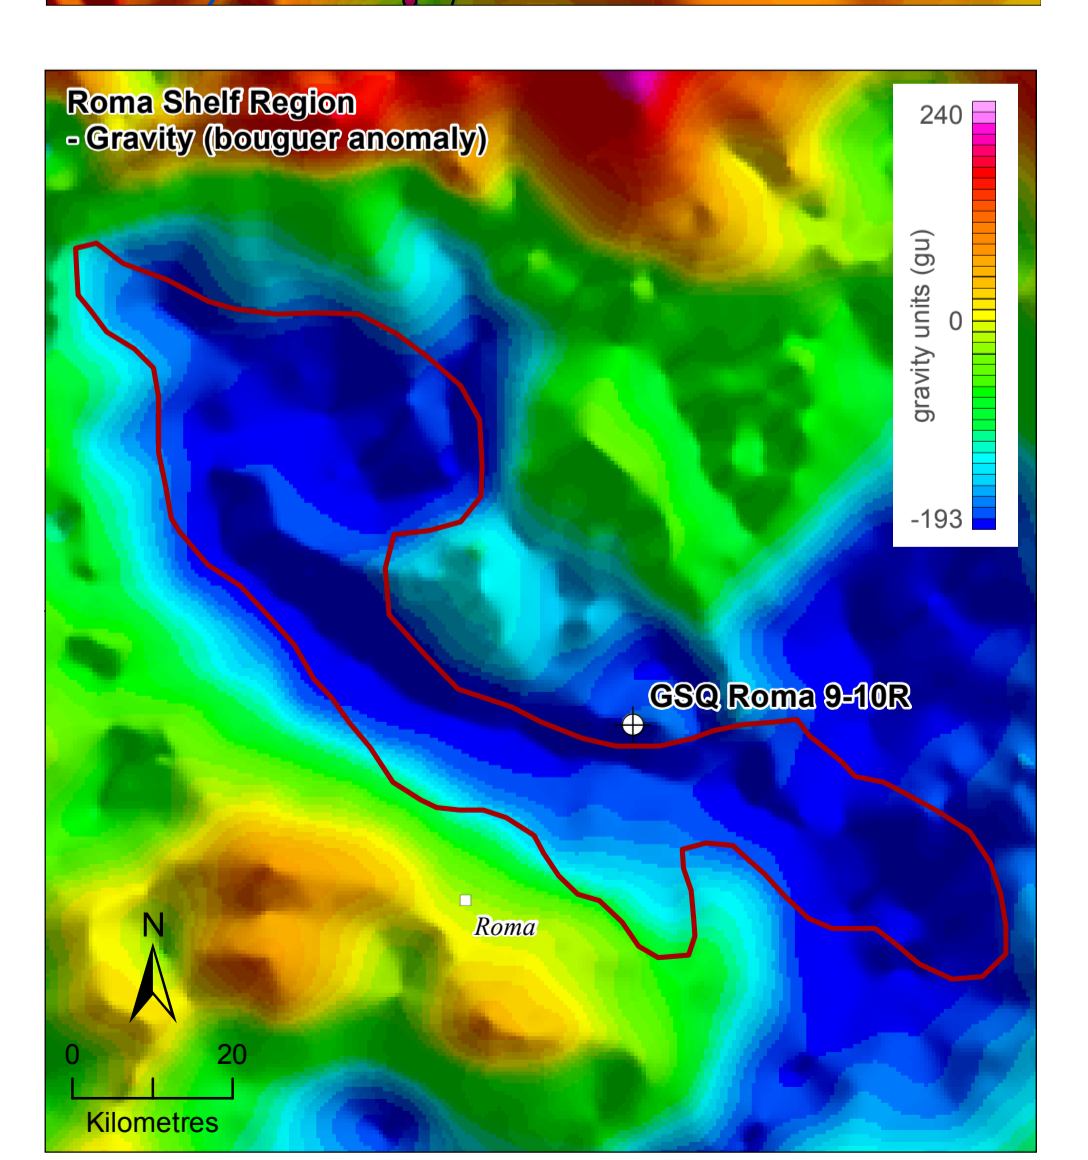 Roma Shelf Region
- Gravity (bouguer anomaly)
240
0
-193
gravity units (gu)
GSQ Roma 9-10R
Roma
N
0 20
Kilometres